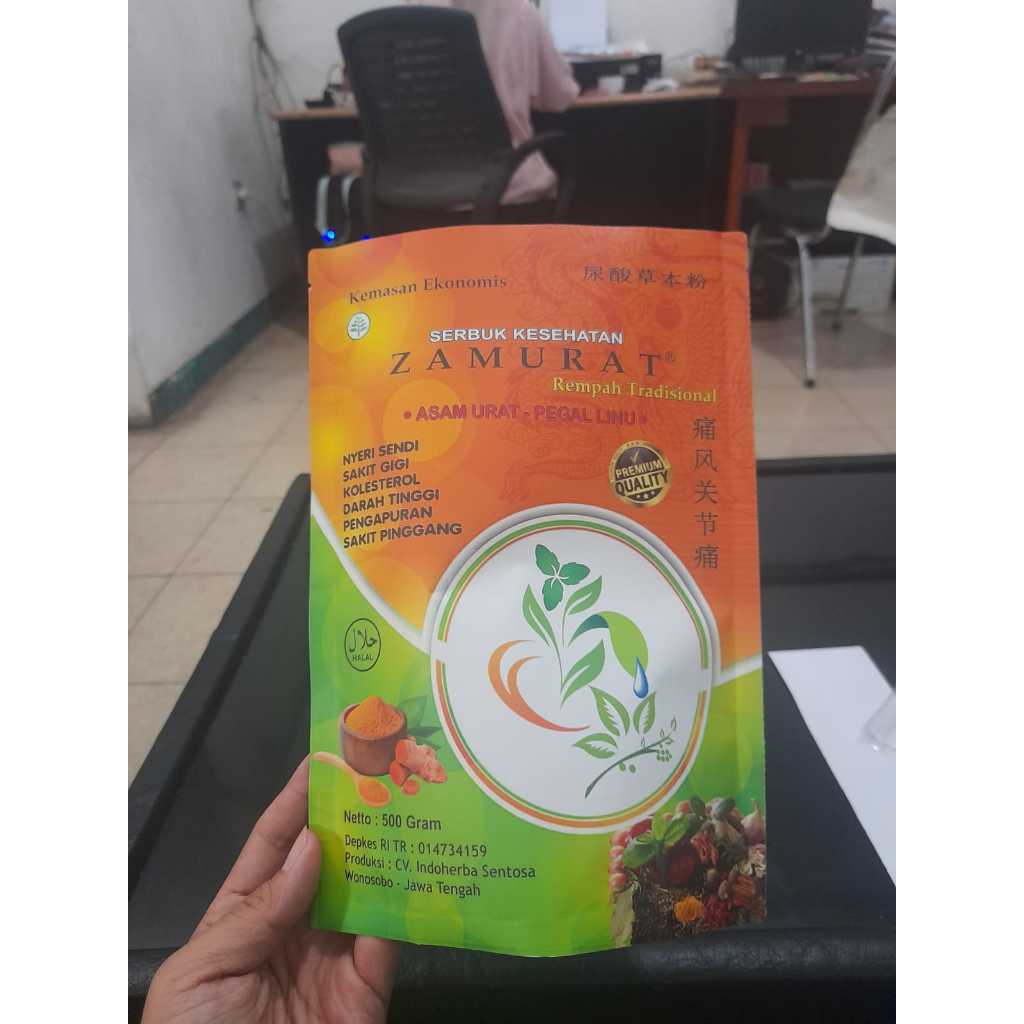 Kemasan Ekonomis
尿酸草本粉
SERBUK KESEHATAN
ZAMURAT®
Rempah Tradisional
• ASAM URAT - PEGAL LINU •
NYERI SENDI
SAKIT GIGI
KOLESTEROL
DARAH TINGGI
PENGAPURAN
SAKIT PINGGANG
PREMIUM
QUALITY
痛风关节痛
حلال
HALAL
Netto : 500 Gram
Depkes RI TR : 014734159
Produksi : CV. Indoherba Sentosa
Wonosobo - Jawa Tengah